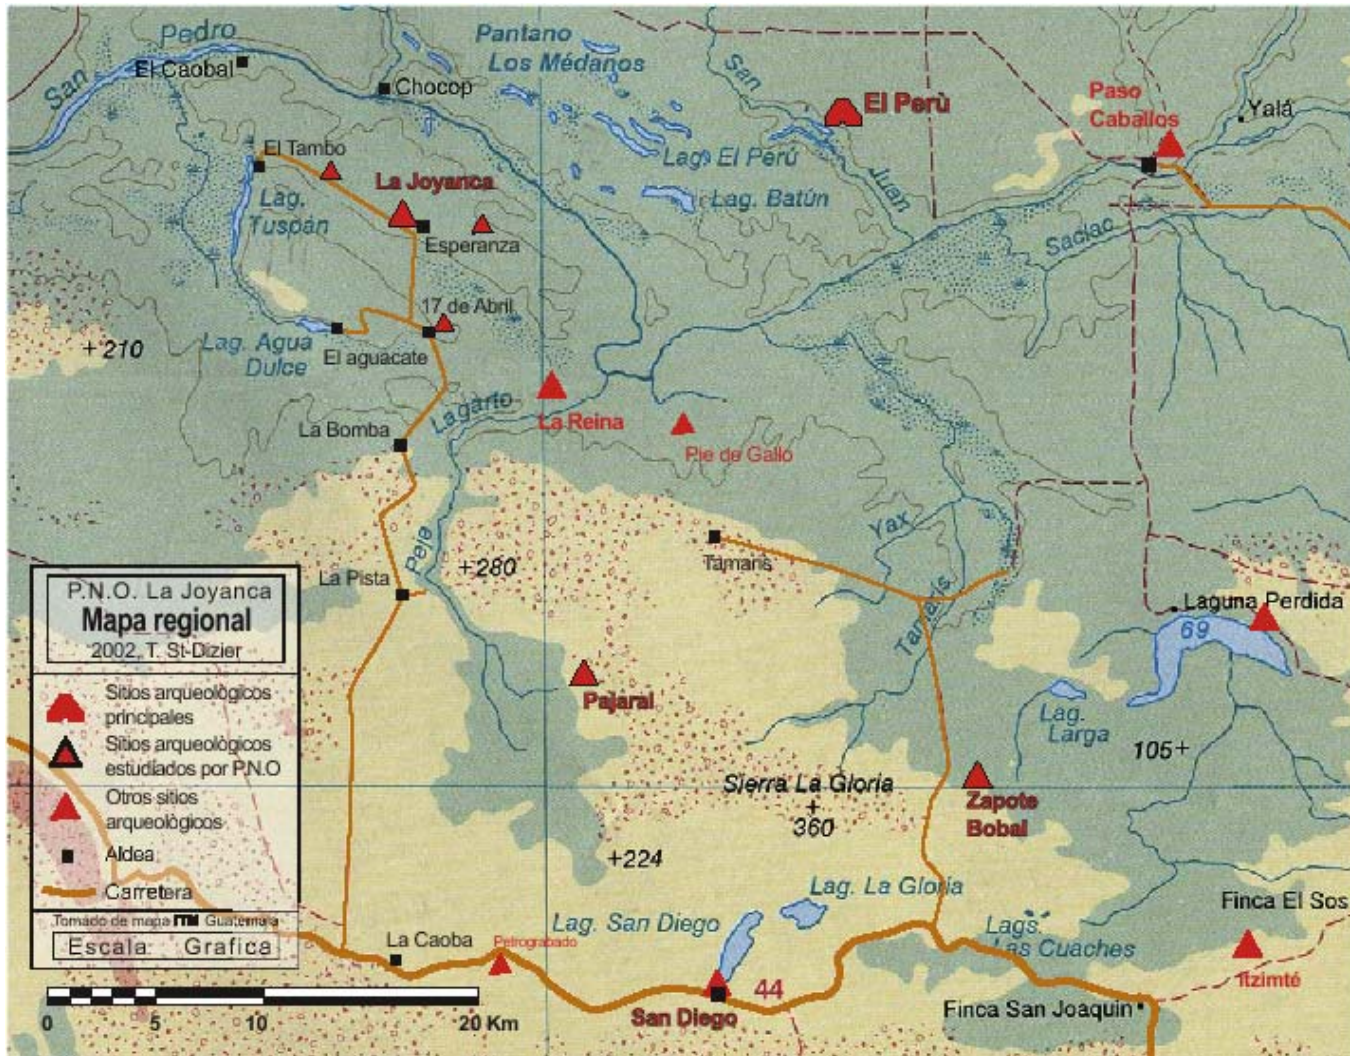 San
Pedro
El Caobal
Chocop
Pantano
Los Médanos
San
Juan
El Perù
Paso
Caballos
Yalá
El Tambo
Lag.
Tuspán
La Joyanca
Esperanza
Lag. El Perú
Lag. Batún
Saclac
17 de Abril
+210
Lag. Agua
Dulce
El aguacate
Lagarto
La Reina
Pie de Gallo
La Bomba
Peje
+280
La Pista
Tamaris
Yax
Tamaris
Laguna Perdida
69
Pajaral
Lag.
Larga
105+
Sierra La Gloria
+
360
Zapote
Bobal
+224
Lag. La Gloria
Lag. San Diego
Lags.
Las Cuaches
Finca El Sos
La Caoba
Petrograbado
44
San Diego
Finca San Joaquin
Itzimté
P.N.O. La Joyanca
Mapa regional
2002, T. St-Dizier
Sitios arqueològicos
principales
Sitios arqueològicos
estudìados por P.N.O
Otros sitios
arqueològicos
Aldea
Carretera
Tomado de mapa Guatemala
Escala Grafica
0 5 10 20 Km